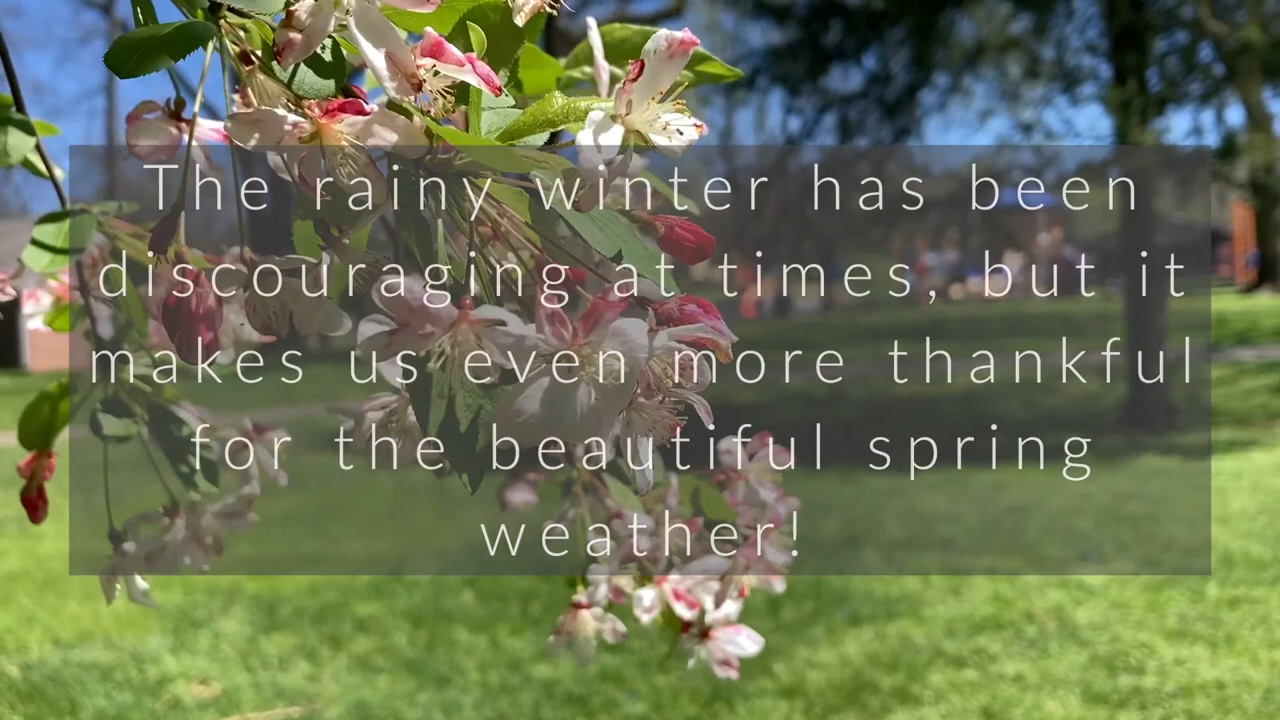 The rainy winter has been
discouraging at times, but it
makes us even more thankful
for the beautiful spring
weather!